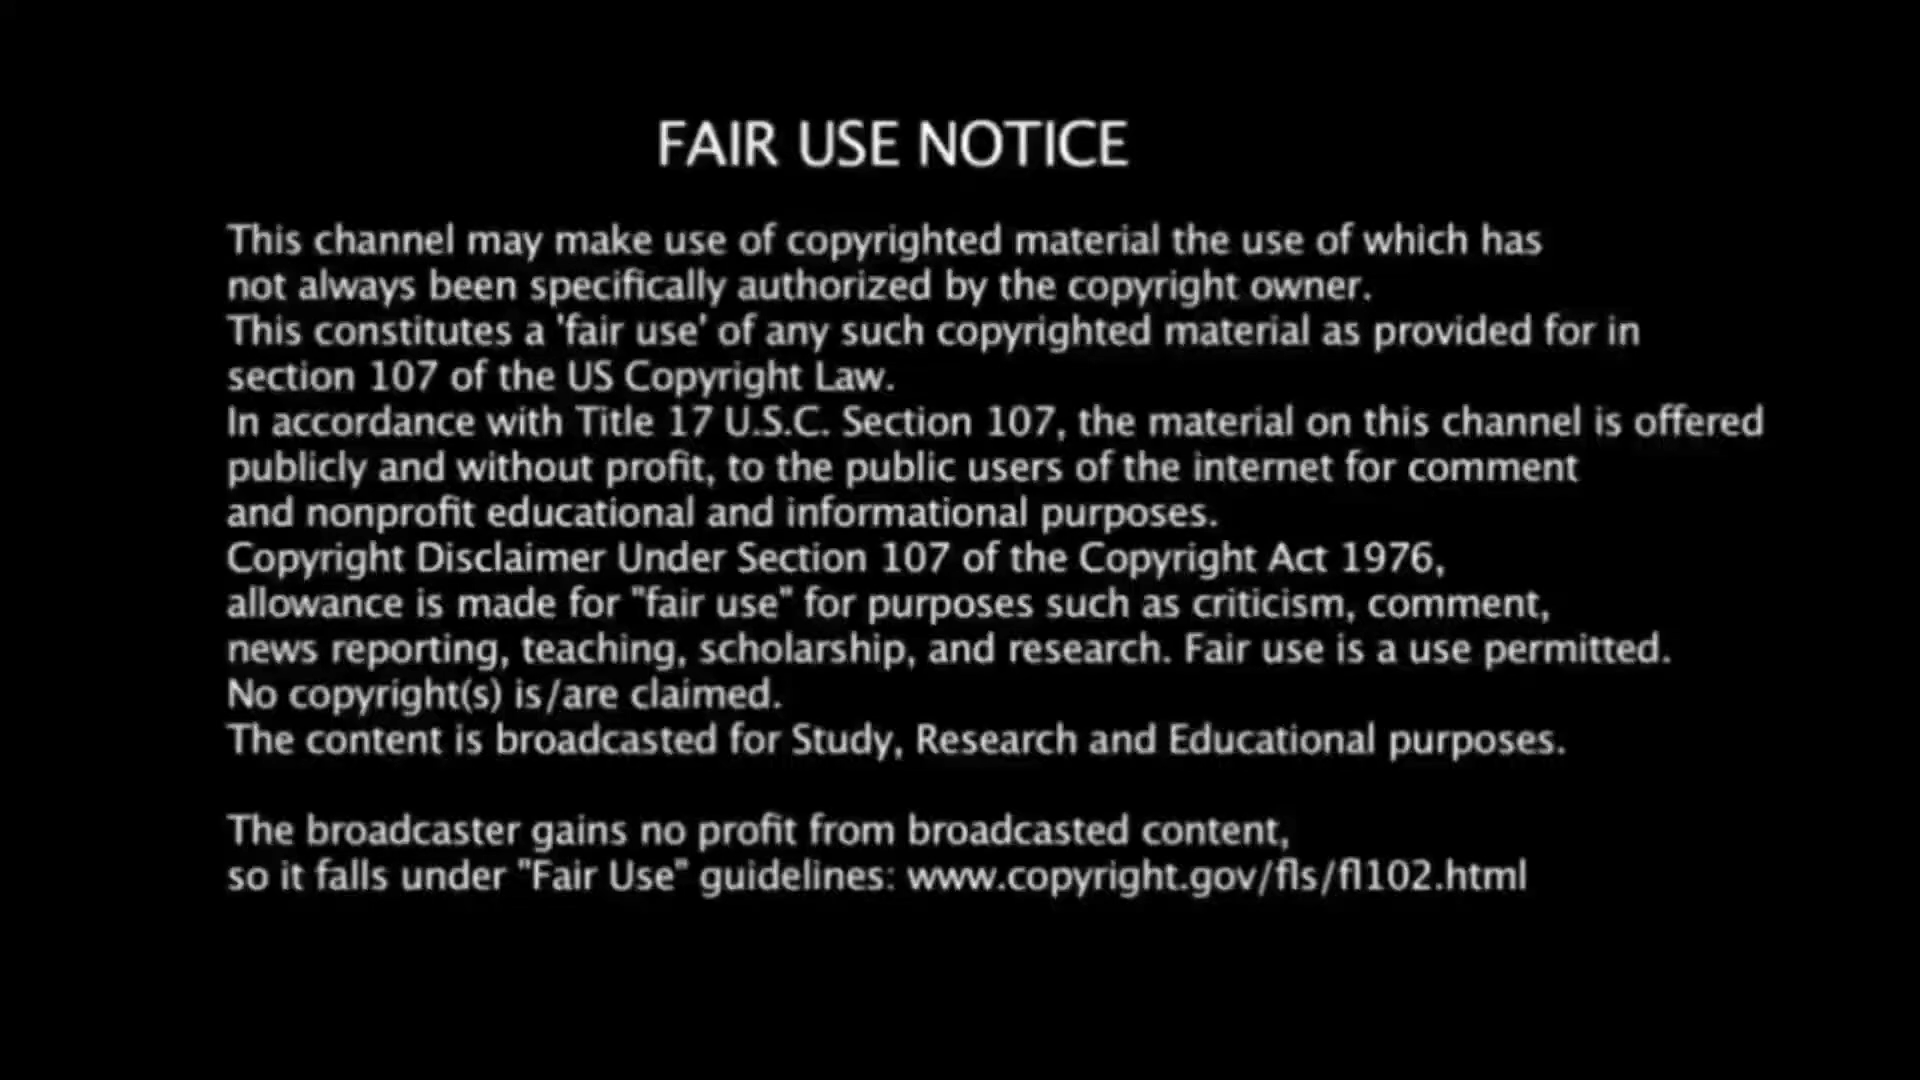 FAIR USE NOTICE
This channel may make use of copyrighted material the use of which has
not always been specifically authorized by the copyright owner.
This constitutes a 'fair use' of any such copyrighted material as provided for in
section 107 of the US Copyright Law.
In accordance with Title 17 U.S.C. Section 107, the material on this channel is offered
publicly and without profit, to the public users of the internet for comment
and nonprofit educational and informational purposes.
Copyright Disclaimer Under Section 107 of the Copyright Act 1976,
allowance is made for "fair use" for purposes such as criticism, comment,
news reporting, teaching, scholarship, and research. Fair use is a use permitted.
No copyright(s) is/are claimed.
The content is broadcasted for Study, Research and Educational purposes.
The broadcaster gains no profit from broadcasted content,
so it falls under "Fair Use" guidelines: www.copyright.gov/fls/fl102.html